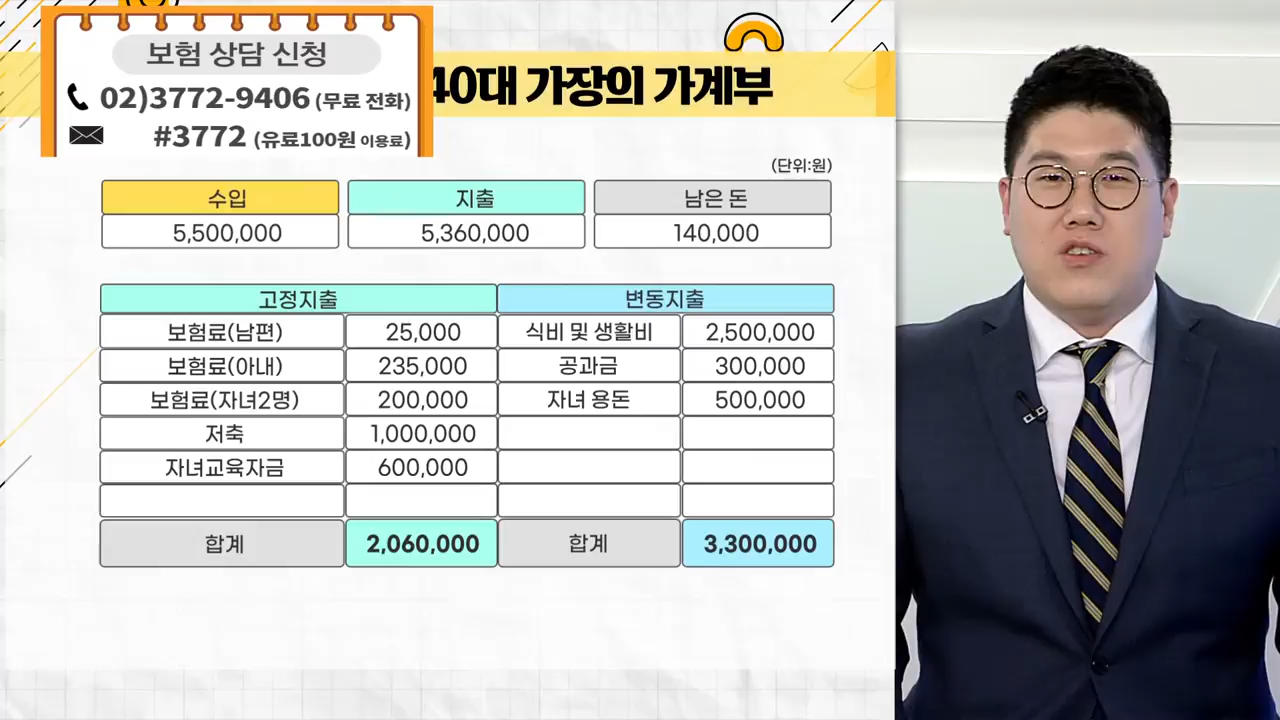 보험 상담 신청
02)3772-9406 (무료 전화)
#3772 (유료100원 이용료)
40대 가장의 가계부
(단위:원)
수입 지출 남은 돈
5,500,000 5,360,000 140,000
고정지출 변동지출
보험료(남편) 25,000 식비 및 생활비 2,500,000
보험료(아내) 235,000 공과금 300,000
보험료(자녀2명) 200,000 자녀 용돈 500,000
저축 1,000,000
자녀교육자금 600,000
합계 2,060,000 합계 3,300,000